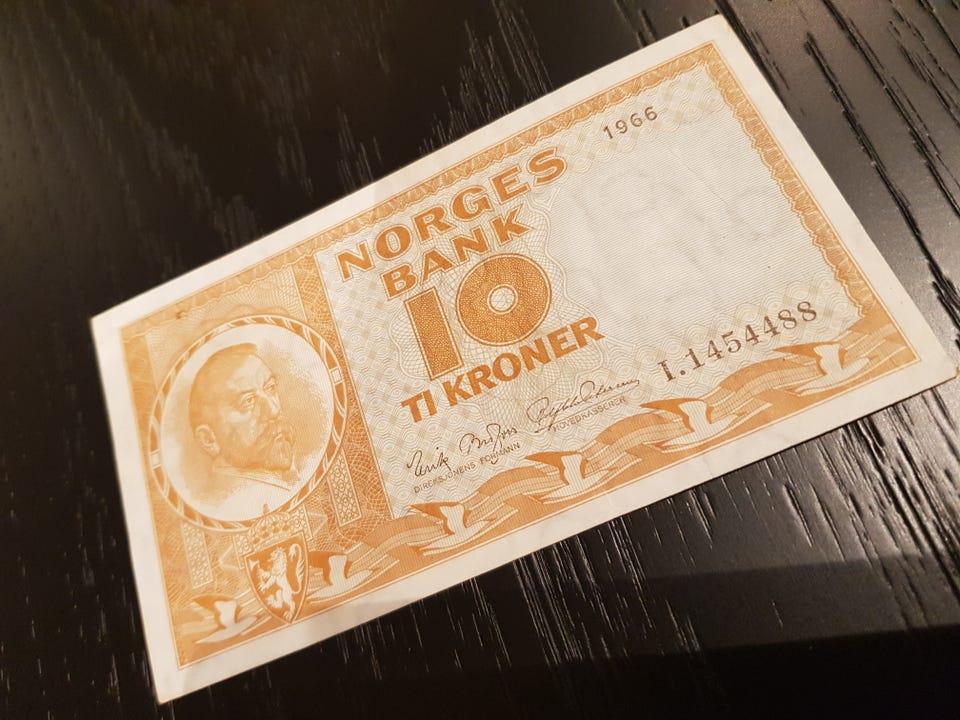 1966
NORGES
BANK
10
TI KRONER
I.1454488
DIREKSJONENS FORMANN
HOVEDKASSERER